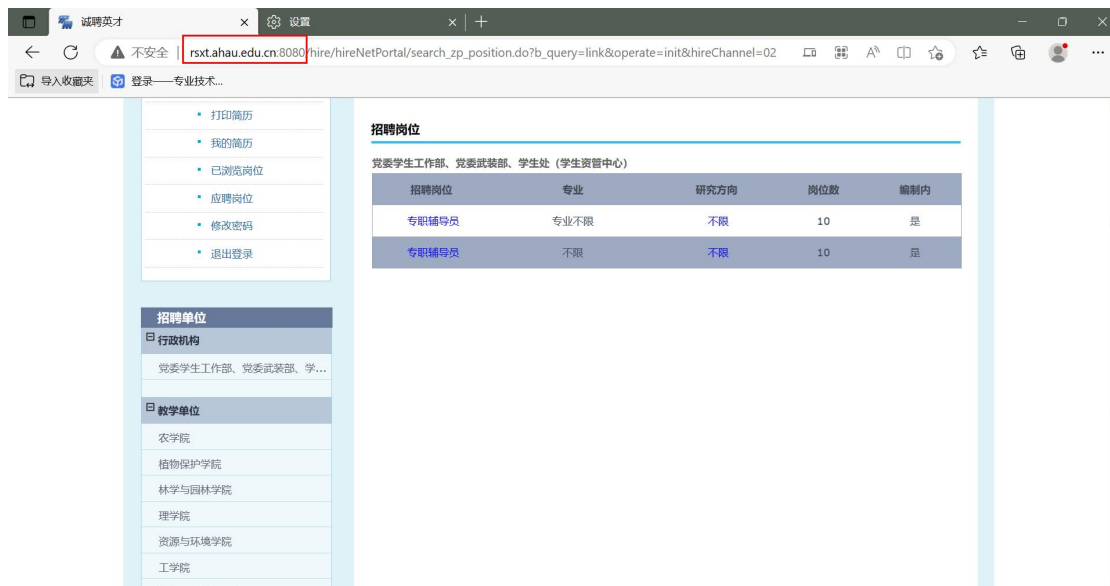 诚聘英才
设置
不安全 rsxt.ahau.edu.cn:8080/hire/hireNetPortal/search_zp_position.do?b_query=link&operate=init&hireChannel=02
导入收藏夹 登录——专业技术...
打印简历
我的简历
已浏览岗位
应聘岗位
修改密码
退出登录
招聘单位
行政机构
党委学生工作部、党委武装部、学...
教学单位
农学院
植物保护学院
林学与园林学院
理学院
资源与环境学院
工学院
招聘岗位
党委学生工作部、党委武装部、学生处（学生资管中心）
招聘岗位 专业 研究方向 岗位数 编制内
专职辅导员 专业不限 不限 10 是
专职辅导员 不限 不限 10 是